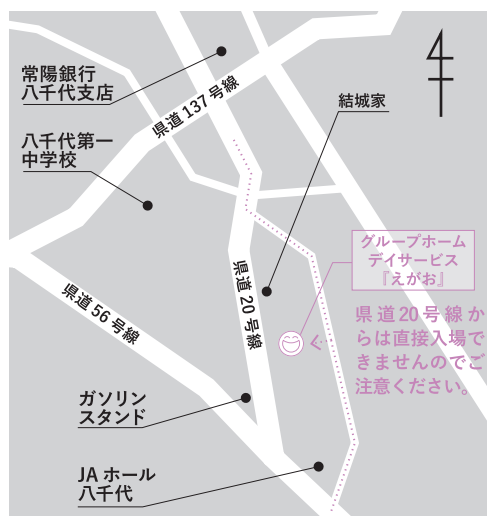 常陽銀行
八千代支店
県道137号線
結城家
八千代第一
中学校
グループホーム
デイサービス
『えがお』
県道20号線
県道56号線
県道20号線か
らは直接入場で
きませんのでご
注意ください。
ガソリン
スタンド
JAホール
八千代